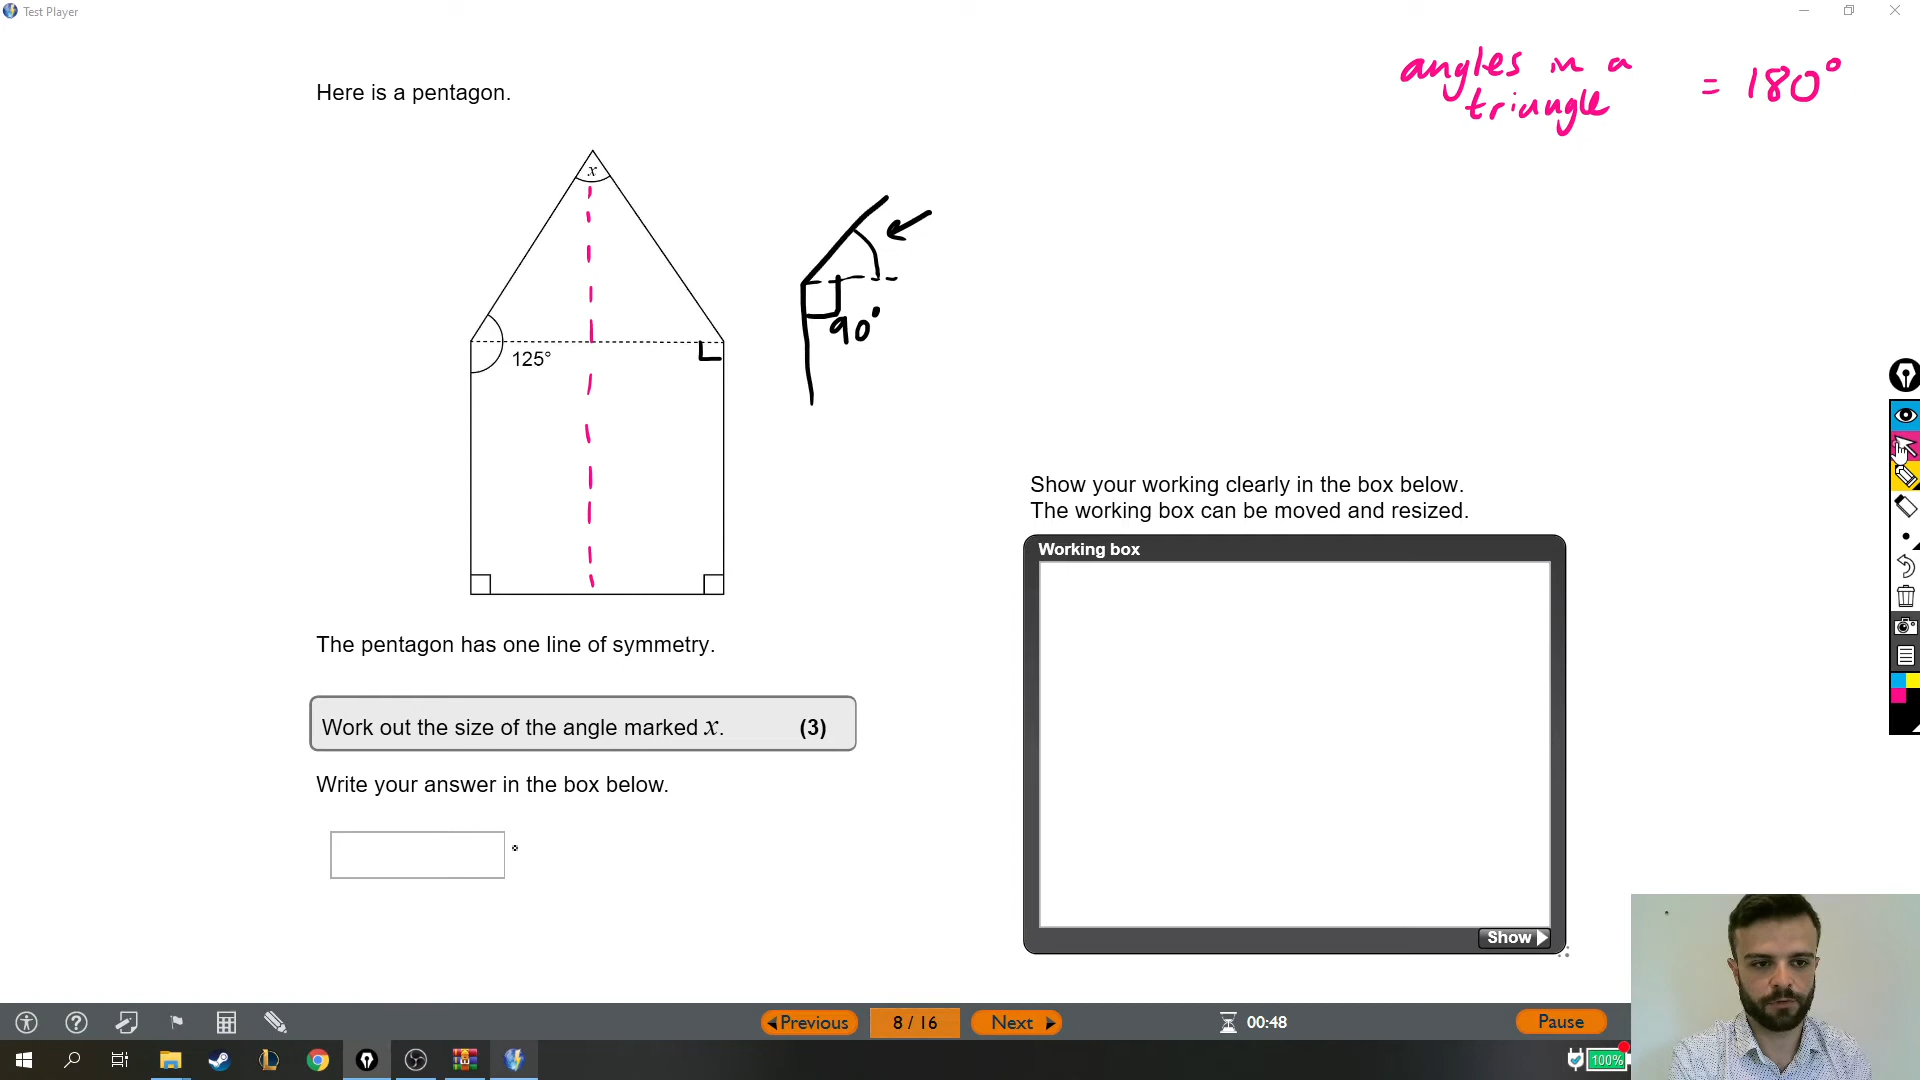 Test Player
angles in a
triangle = 180°
Here is a pentagon.
x
90°
125°
Show your working clearly in the box below.
The working box can be moved and resized.
Working box
The pentagon has one line of symmetry.
Work out the size of the angle marked x. (3)
Write your answer in the box below.
°
Show
Previous 8 / 16 Next 00:48 Pause
100%